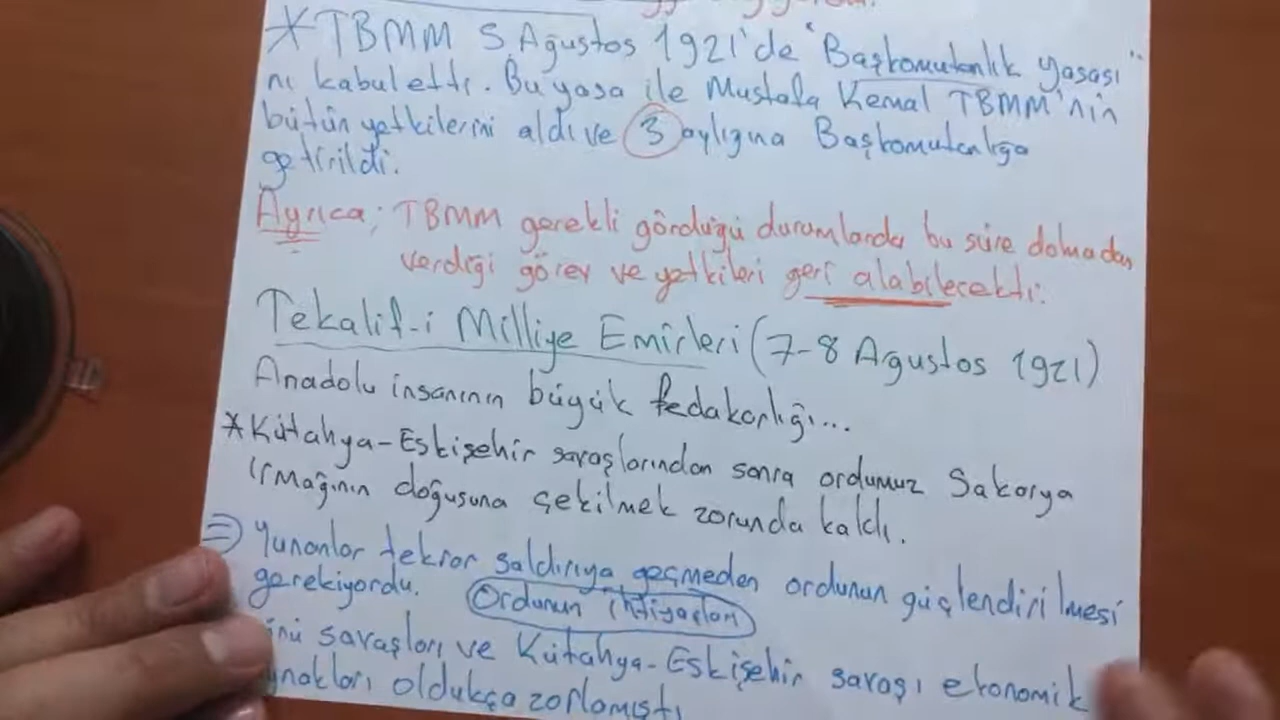 * TBMM 5 Ağustos 1921'de "Başkomutanlık yasası"
nı kabul etti. Bu yasa ile Mustafa Kemal TBMM'nin
bütün yetkilerini aldı ve 3 aylığına Başkomutanlığa
getirildi.
Ayrıca; TBMM gerekli gördüğü durumlarda bu süre dolmadan
verdiği görev ve yetkileri geri alabilecekti.
Tekalif-i Milliye Emirleri (7-8 Ağustos 1921)
Anadolu insanının büyük fedakarlığı...
* Kütahya-Eskişehir savaşlarından sonra ordumuz Sakarya
ırmağının doğusuna çekilmek zorunda kaldı.
⇒ Yunanlar tekrar saldırıya geçmeden ordunun güçlendirilmesi
gerekiyordu. Ordunun ihtiyaçları
savaşları ve Kütahya-Eskişehir savaşı ekonomik
oldukça zorlamıştı